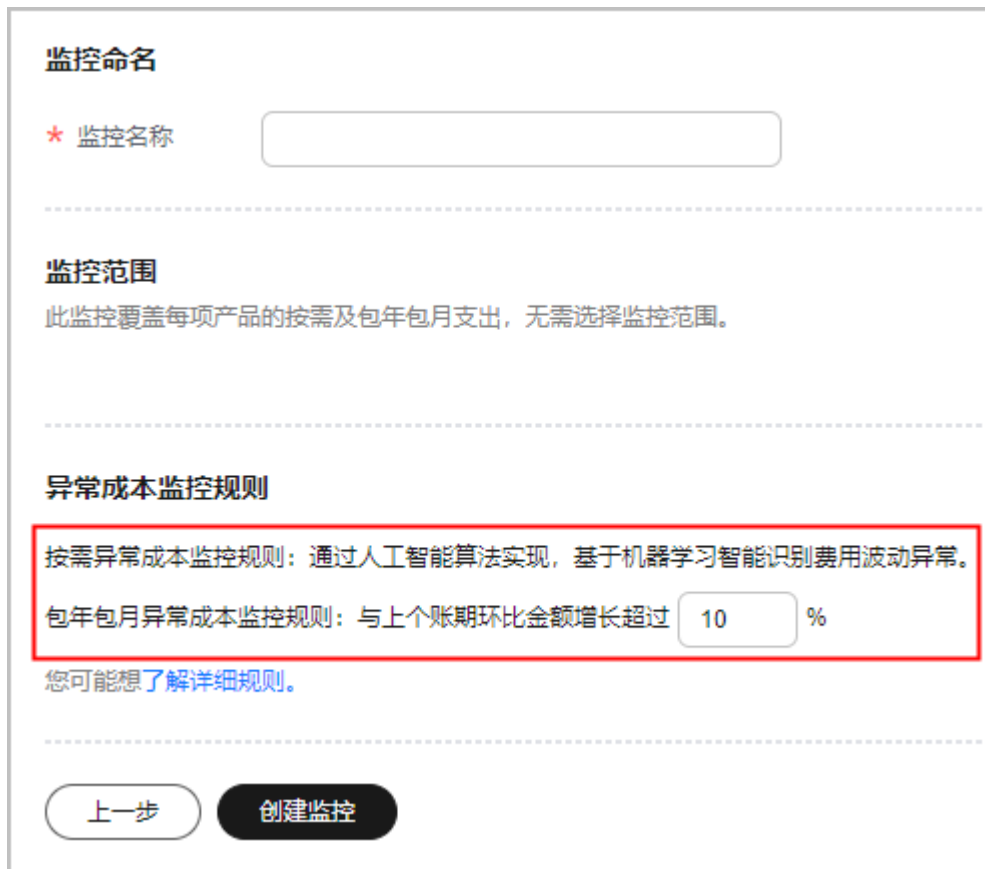 监控命名
* 监控名称
监控范围
此监控覆盖每项产品的按需及包年包月支出，无需选择监控范围。
异常成本监控规则
按需异常成本监控规则：通过人工智能算法实现，基于机器学习智能识别费用波动异常。
包年包月异常成本监控规则：与上个账期环比金额增长超过 10 %
您可能想了解详细规则。
上一步 创建监控